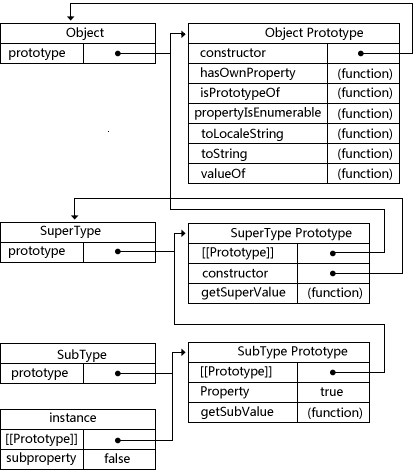 Object
prototype
Object Prototype
constructor
hasOwnProperty (function)
isPrototypeOf (function)
propertyIsEnumerable (function)
toLocaleString (function)
toString (function)
valueOf (function)
SuperType
prototype
SuperType Prototype
[[Prototype]]
constructor
getSuperValue (function)
SubType
prototype
SubType Prototype
[[Prototype]]
Property true
getSubValue (function)
instance
[[Prototype]]
subproperty false